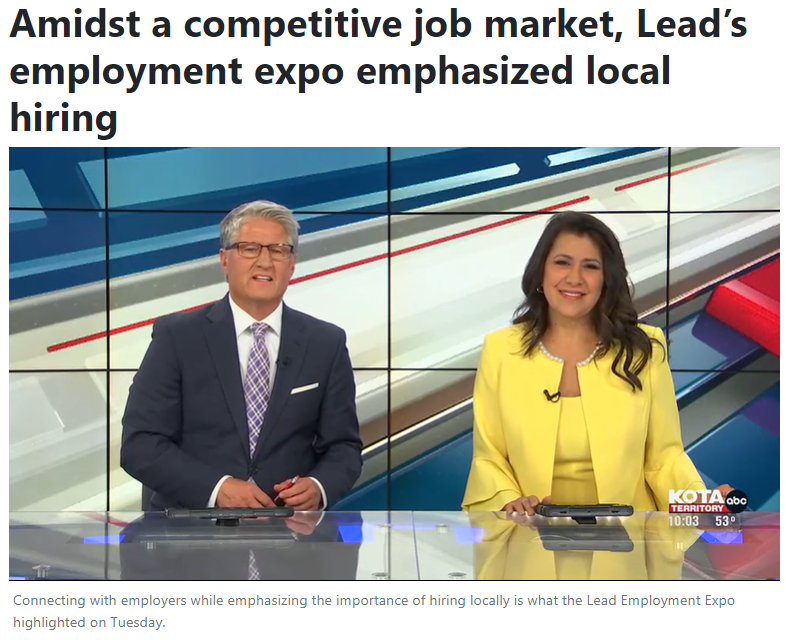 Amidst a competitive job market, Lead’s
employment expo emphasized local
hiring
KOTA abc
TERRITORY
10:03 53°
Connecting with employers while emphasizing the importance of hiring locally is what the Lead Employment Expo
highlighted on Tuesday.